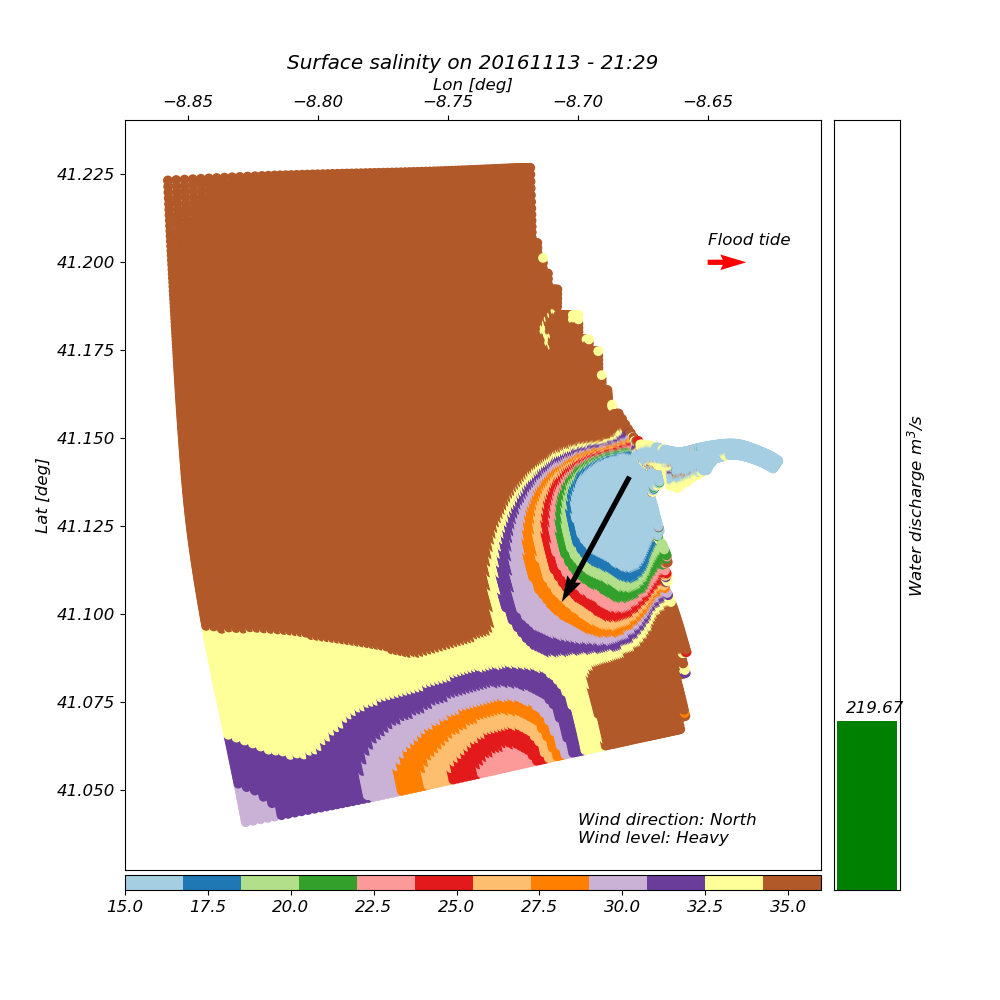 Surface salinity on 20161113 - 21:29
Lon [deg]
−8.85 −8.80 −8.75 −8.70 −8.65
41.225
41.200
41.175
41.150
41.125
41.100
41.075
41.050
Lat [deg]
Flood tide
Wind direction: North
Wind level: Heavy
219.67
Water discharge m³/s
15.0 17.5 20.0 22.5 25.0 27.5 30.0 32.5 35.0